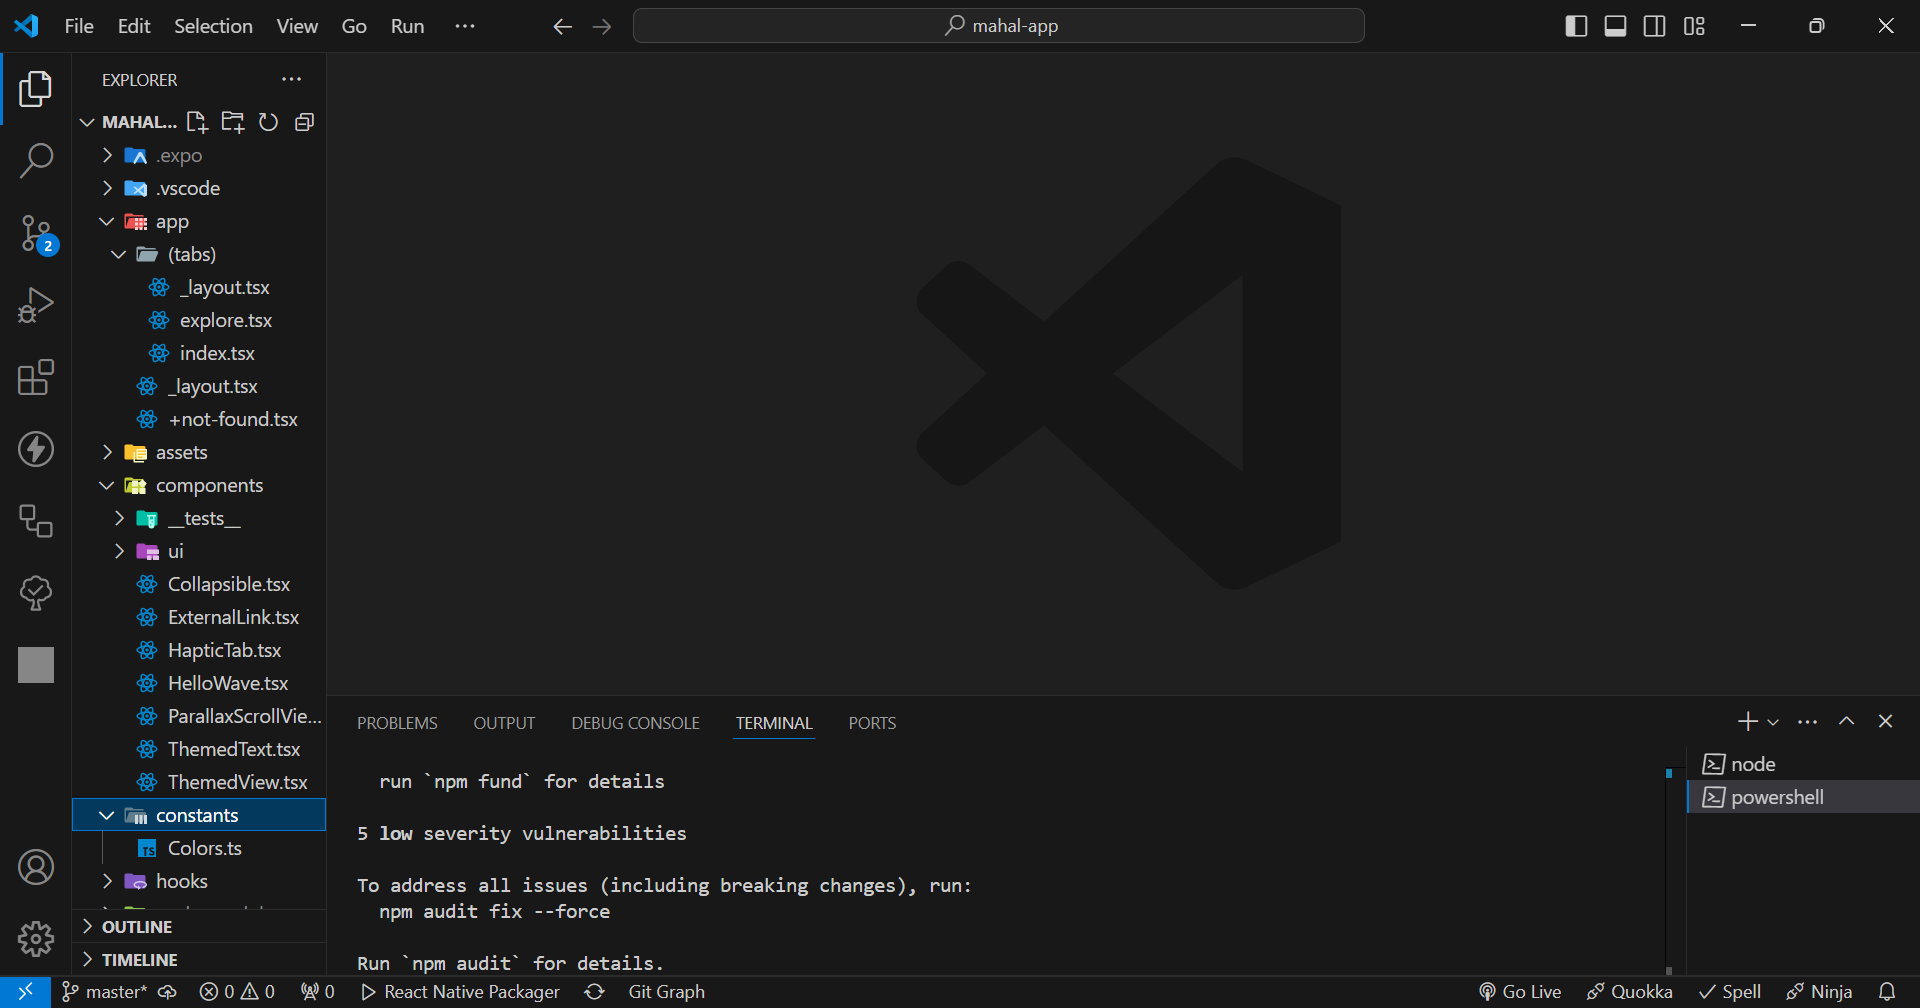 File Edit Selection View Go Run ··· mahal-app
EXPLORER ···
MAHAL...
.expo
.vscode
app
(tabs)
_layout.tsx
explore.tsx
index.tsx
_layout.tsx
+not-found.tsx
assets
components
__tests__
ui
Collapsible.tsx
ExternalLink.tsx
HapticTab.tsx
HelloWave.tsx
ParallaxScrollVie...
ThemedText.tsx
ThemedView.tsx
constants
TS Colors.ts
hooks
OUTLINE
TIMELINE
2
PROBLEMS OUTPUT DEBUG CONSOLE TERMINAL PORTS
run `npm fund` for details
5 low severity vulnerabilities
To address all issues (including breaking changes), run:
npm audit fix --force
Run `npm audit` for details.
node
powershell
master* 0 0 0 React Native Packager Git Graph Go Live Quokka Spell Ninja